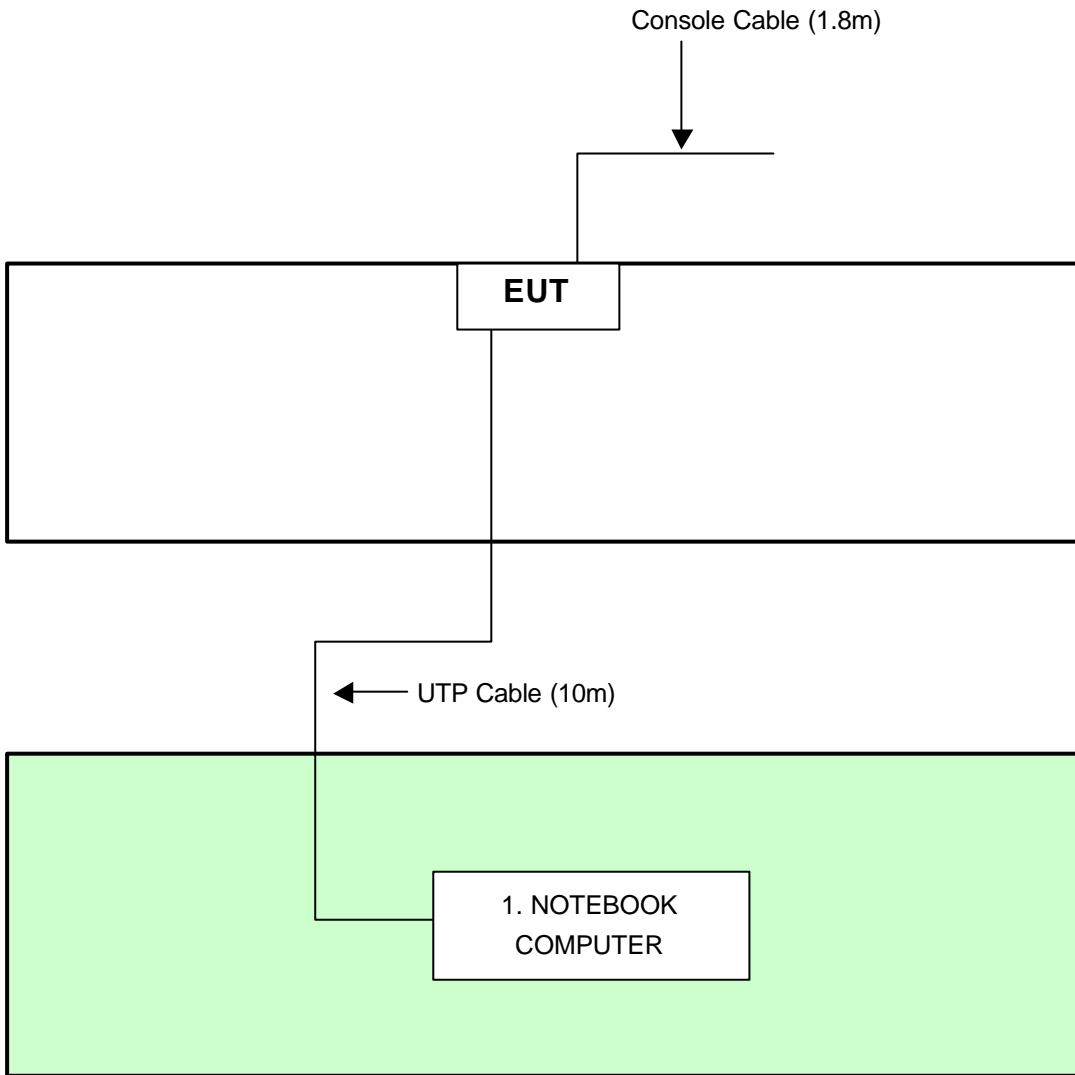 Console Cable (1.8m)
EUT
UTP Cable (10m)
1. NOTEBOOK
COMPUTER